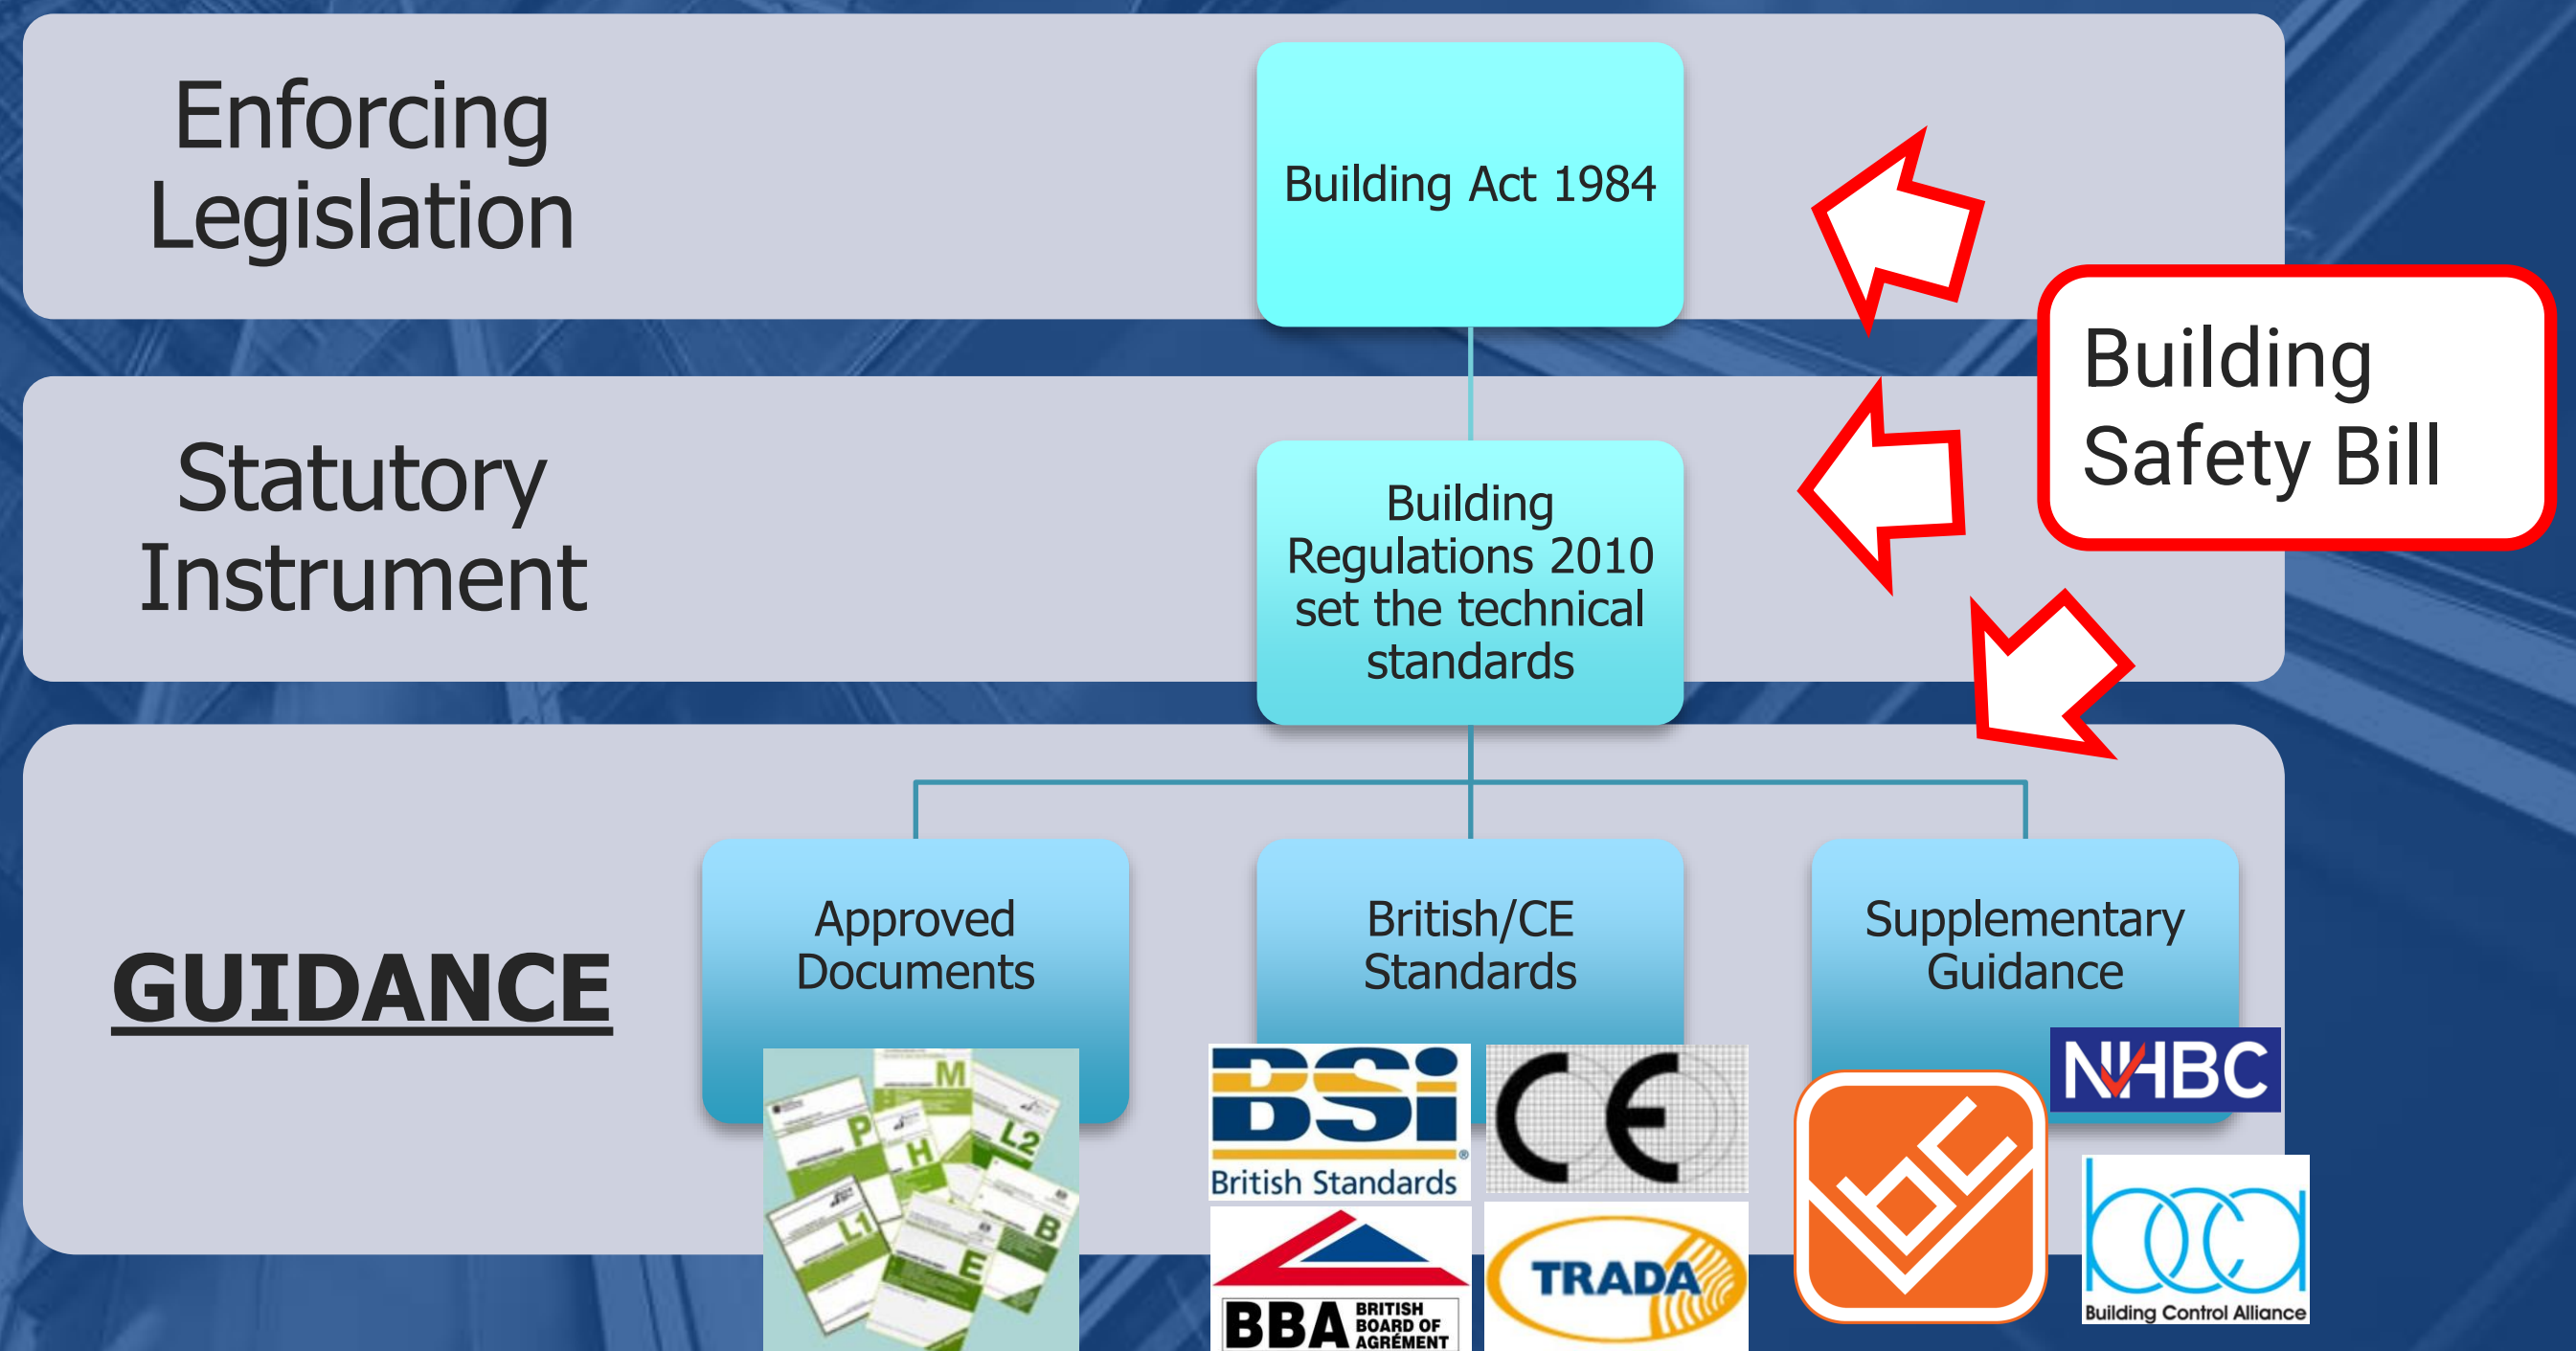 Enforcing
Legislation
Building Act 1984
Building
Safety Bill
Statutory
Instrument
Building
Regulations 2010
set the technical
standards
GUIDANCE
Approved
Documents
British/CE
Standards
Supplementary
Guidance
M
P
H
L2
L1
E
B
BSi
British Standards
CE
BBA
BRITISH
BOARD OF
AGRÉMENT
TRADA
NHBC
bca
Building Control Alliance